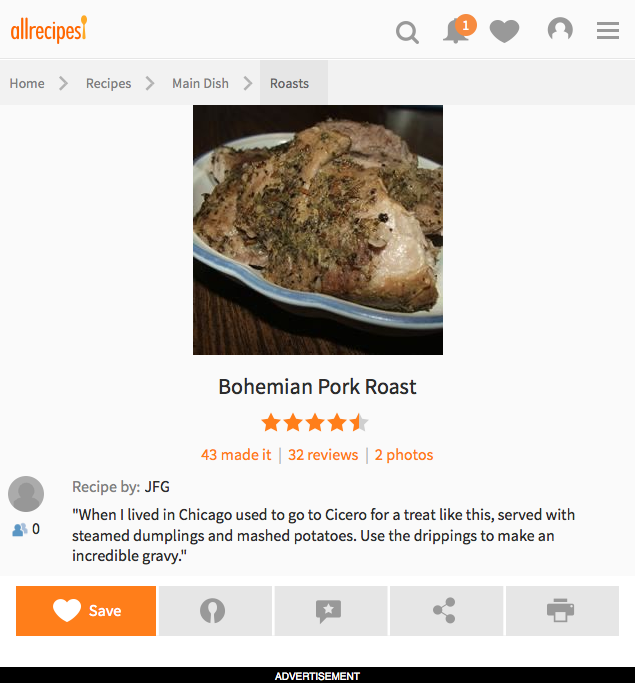 allrecipes
1
Home
Recipes
Main Dish
Roasts
Bohemian Pork Roast
43 made it | 32 reviews | 2 photos
Recipe by: JFG
0
"When I lived in Chicago used to go to Cicero for a treat like this, served with
steamed dumplings and mashed potatoes. Use the drippings to make an
incredible gravy."
Save
ADVERTISEMENT